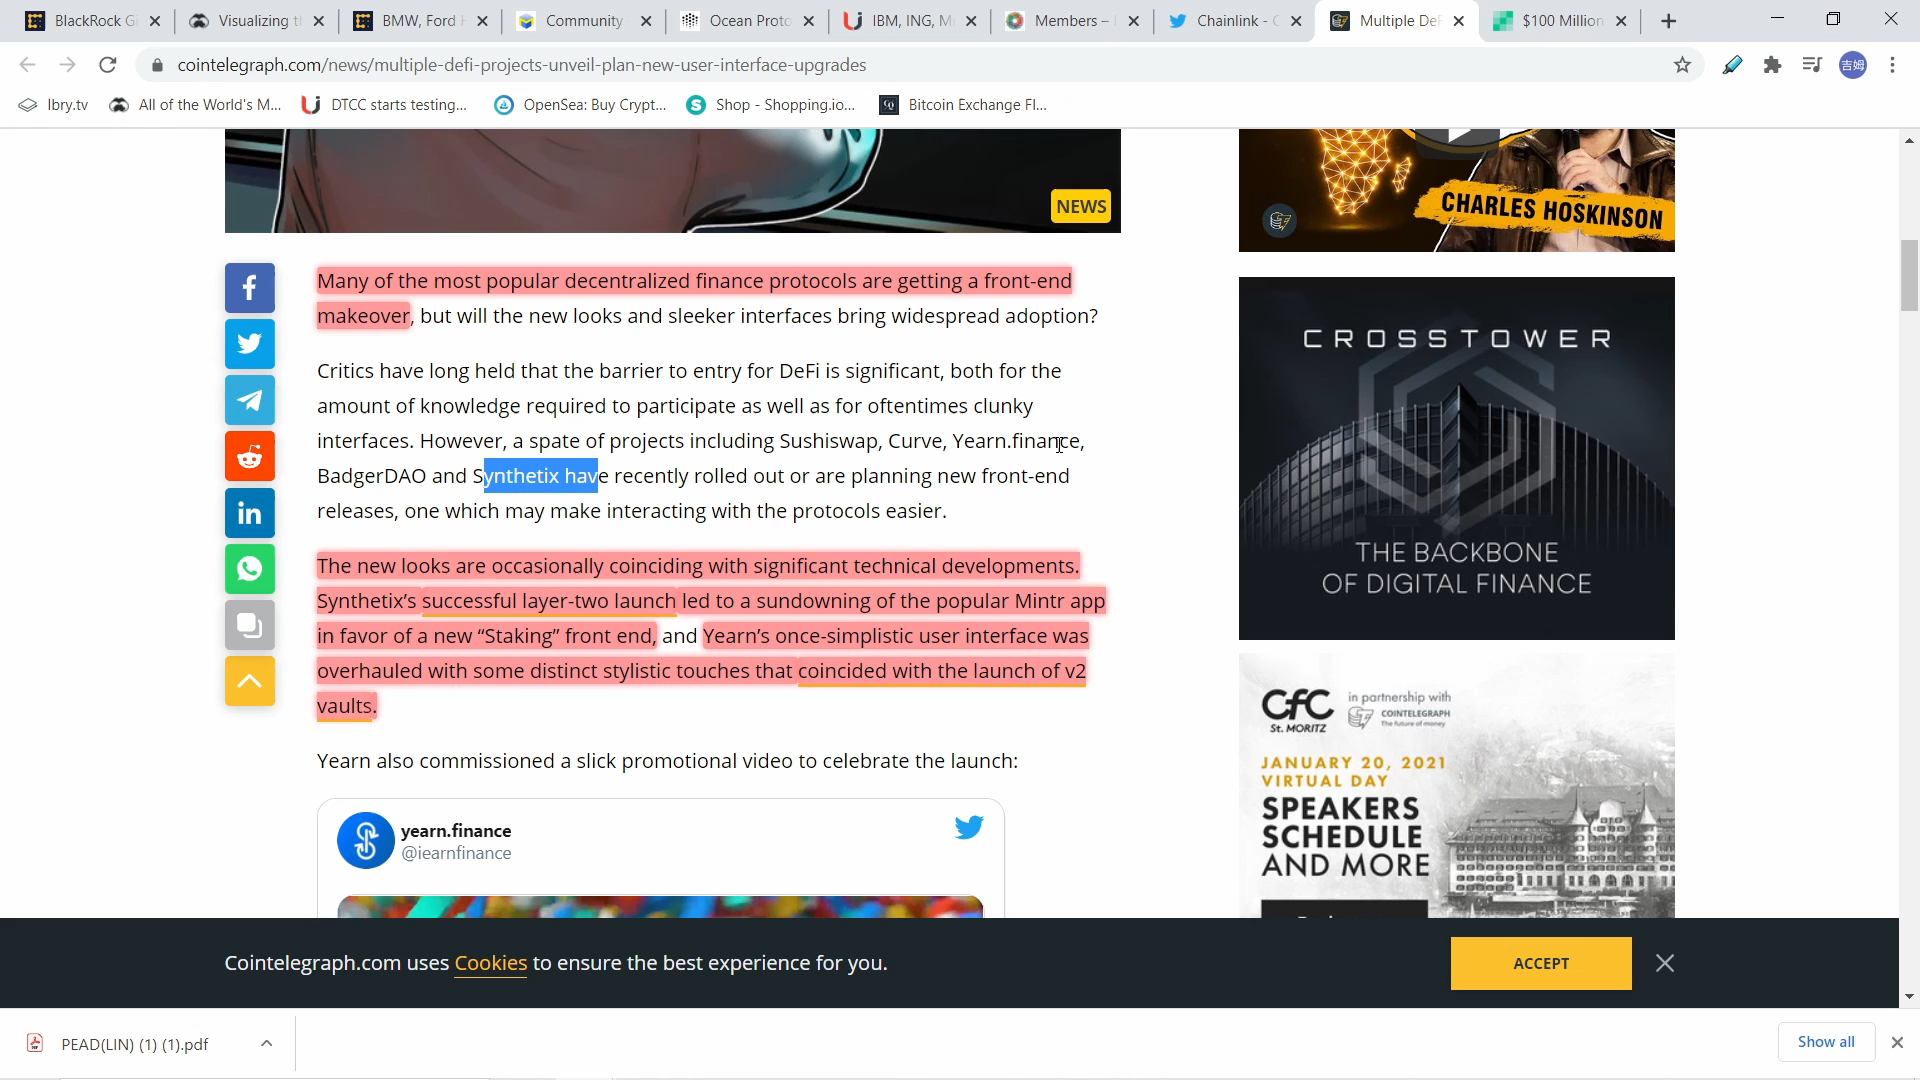 BlackRock G
Visualizing t
BMW, Ford
Community
Ocean Proto
IBM, ING, M
Members –
Chainlink -
Multiple DeF
$100 Million
cointelegraph.com/news/multiple-defi-projects-unveil-plan-new-user-interface-upgrades
吉姆
lbry.tv
All of the World's M...
DTCC starts testing...
OpenSea: Buy Crypt...
Shop - Shopping.io...
Bitcoin Exchange Fl...
NEWS
CHARLES HOSKINSON
Many of the most popular decentralized finance protocols are getting a front-end
makeover, but will the new looks and sleeker interfaces bring widespread adoption?
Critics have long held that the barrier to entry for DeFi is significant, both for the
amount of knowledge required to participate as well as for oftentimes clunky
interfaces. However, a spate of projects including Sushiswap, Curve, Yearn.finance,
BadgerDAO and Synthetix have recently rolled out or are planning new front-end
releases, one which may make interacting with the protocols easier.
The new looks are occasionally coinciding with significant technical developments.
Synthetix’s successful layer-two launch led to a sundowning of the popular Mintr app
in favor of a new “Staking” front end, and Yearn’s once-simplistic user interface was
overhauled with some distinct stylistic touches that coincided with the launch of v2
vaults.
Yearn also commissioned a slick promotional video to celebrate the launch:
yearn.finance
@iearnfinance
CROSSTOWER
THE BACKBONE
OF DIGITAL FINANCE
CfC
St. MORITZ
in partnership with
COINTELEGRAPH
The future of money
JANUARY 20, 2021
VIRTUAL DAY
SPEAKERS
SCHEDULE
AND MORE
Cointelegraph.com uses Cookies to ensure the best experience for you.
ACCEPT
PEAD(LIN) (1) (1).pdf
Show all